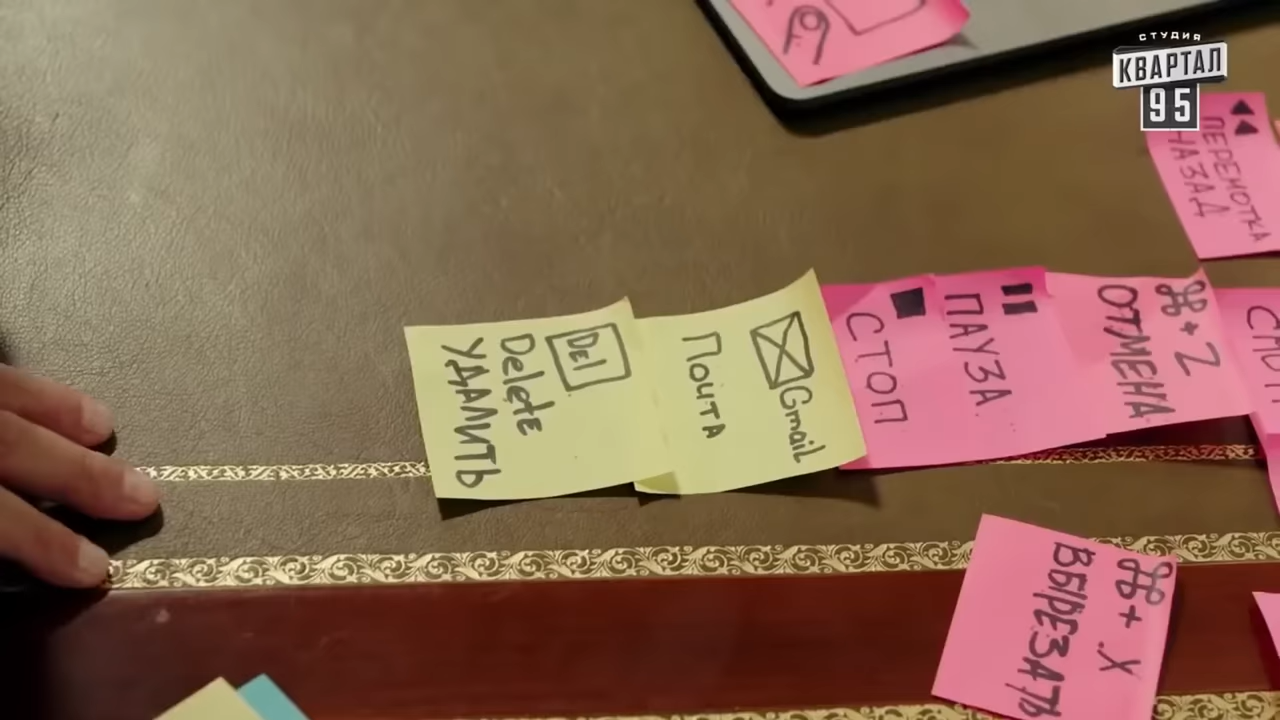 СТУДИЯ
КВАРТАЛ
95
ПЕРЕМОТКА
НАЗАД
Del
Delete
УДАЛИТЬ
Gmail
Почта
СТОП
ПАУЗА
⌘+Z
ОТМЕНА
⌘+X
ВЫРЕЗАТЬ